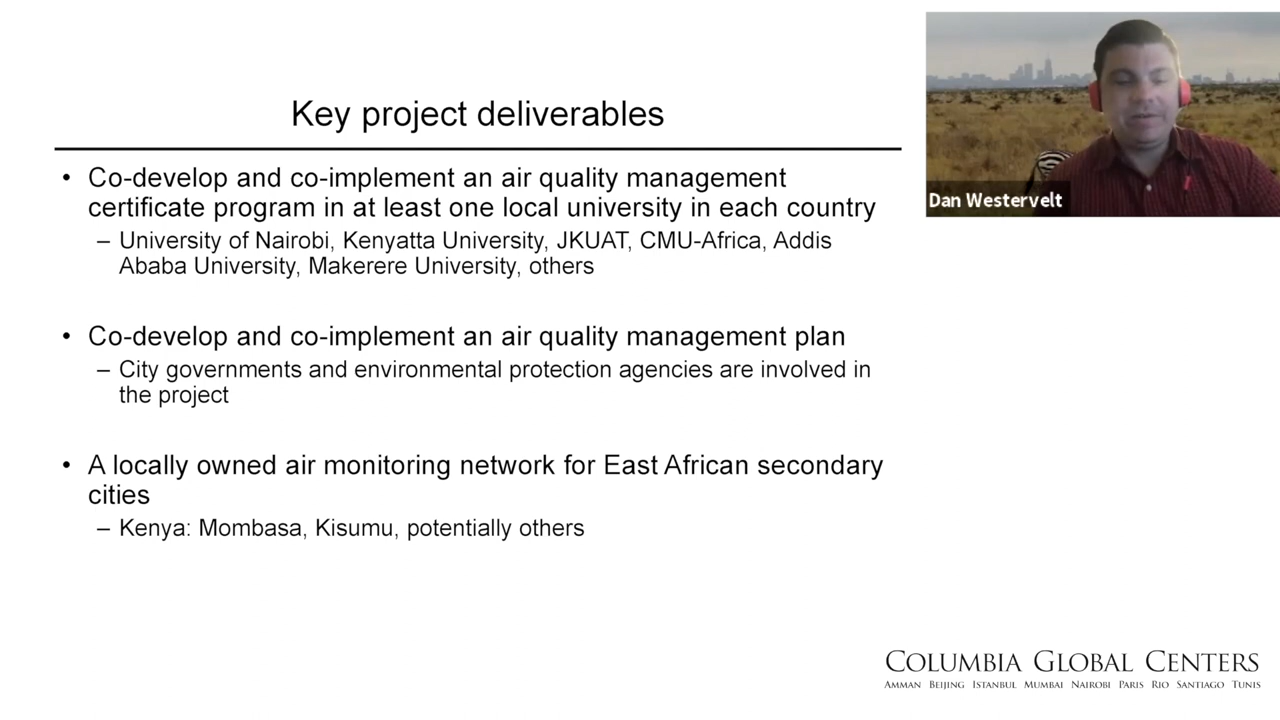 Key project deliverables
• Co-develop and co-implement an air quality management
certificate program in at least one local university in each country
– University of Nairobi, Kenyatta University, JKUAT, CMU-Africa, Addis
Ababa University, Makerere University, others
• Co-develop and co-implement an air quality management plan
– City governments and environmental protection agencies are involved in
the project
• A locally owned air monitoring network for East African secondary
cities
– Kenya: Mombasa, Kisumu, potentially others
Dan Westervelt
COLUMBIA GLOBAL CENTERS
AMMAN BEIJING ISTANBUL MUMBAI NAIROBI PARIS RIO SANTIAGO TUNIS